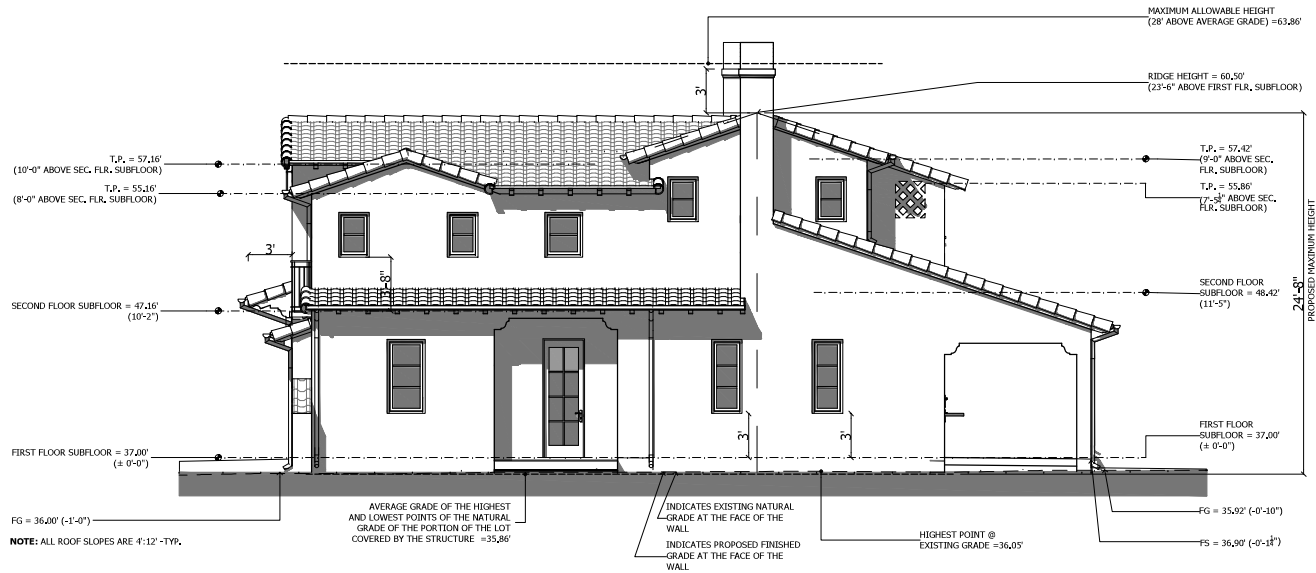 MAXIMUM ALLOWABLE HEIGHT
(28' ABOVE AVERAGE GRADE) =63.86'
RIDGE HEIGHT = 60.50'
(23'-6" ABOVE FIRST FLR. SUBFLOOR)
3'
T.P. = 57.16'
(10'-0" ABOVE SEC. FLR. SUBFLOOR)
T.P. = 55.16'
(8'-0" ABOVE SEC. FLR. SUBFLOOR)
T.P. = 57.42'
(9'-0" ABOVE SEC.
FLR. SUBFLOOR)
T.P. = 55.86'
ABOVE SEC.
FLR. SUBFLOOR)
3'
-8"
SECOND FLOOR SUBFLOOR = 47.16'
(10'-2")
SECOND FLOOR
SUBFLOOR = 48.42'
(11'-5")
24'-8"
PROPOSED MAXIMUM HEIGHT
3'
3'
FIRST FLOOR SUBFLOOR = 37.00'
(± 0'-0")
FIRST FLOOR
SUBFLOOR = 37.00'
(± 0'-0")
FG = 36.00' (-1'-0")
NOTE: ALL ROOF SLOPES ARE 4':12' -TYP.
AVERAGE GRADE OF THE HIGHEST
AND LOWEST POINTS OF THE NATURAL
GRADE OF THE PORTION OF THE LOT
COVERED BY THE STRUCTURE =35.86'
INDICATES EXISTING NATURAL
GRADE AT THE FACE OF THE
WALL
INDICATES PROPOSED FINISHED
GRADE AT THE FACE OF THE
WALL
HIGHEST POINT @
EXISTING GRADE =36.05'
FG = 35.92' (-0'-10")
FS = 36.90'